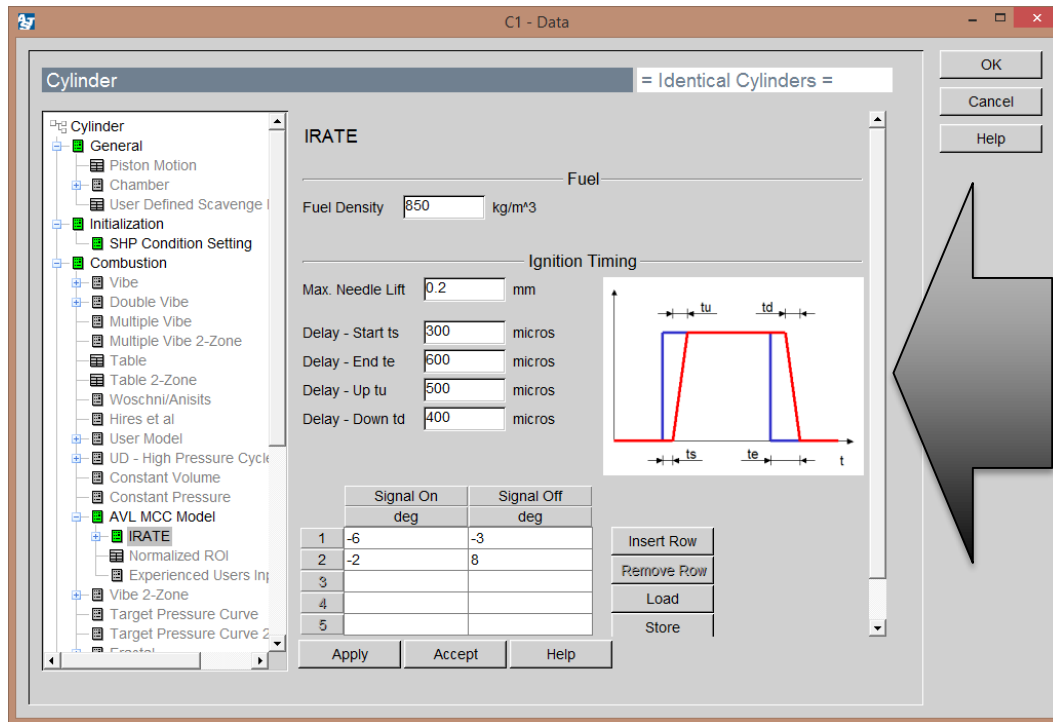 C1 - Data
Cylinder
= Identical Cylinders =
OK
Cancel
Help
Cylinder
General
Piston Motion
Chamber
User Defined Scavenge
Initialization
SHP Condition Setting
Combustion
Vibe
Double Vibe
Multiple Vibe
Multiple Vibe 2-Zone
Table
Table 2-Zone
Woschni/Anisits
Hires et al
User Model
UD - High Pressure Cycle
Constant Volume
Constant Pressure
AVL MCC Model
IRATE
Normalized ROI
Experienced Users Inp
Vibe 2-Zone
Target Pressure Curve
Target Pressure Curve 2
Fractal
IRATE
Fuel
Fuel Density 850 kg/m^3
Ignition Timing
Max. Needle Lift 0.2 mm
Delay - Start ts 300 micros
Delay - End te 600 micros
Delay - Up tu 500 micros
Delay - Down td 400 micros
tu td
ts te t
Signal On Signal Off
deg deg
1 -6 -3
2 -2 8
3
4
5
Insert Row
Remove Row
Load
Store
Apply Accept Help